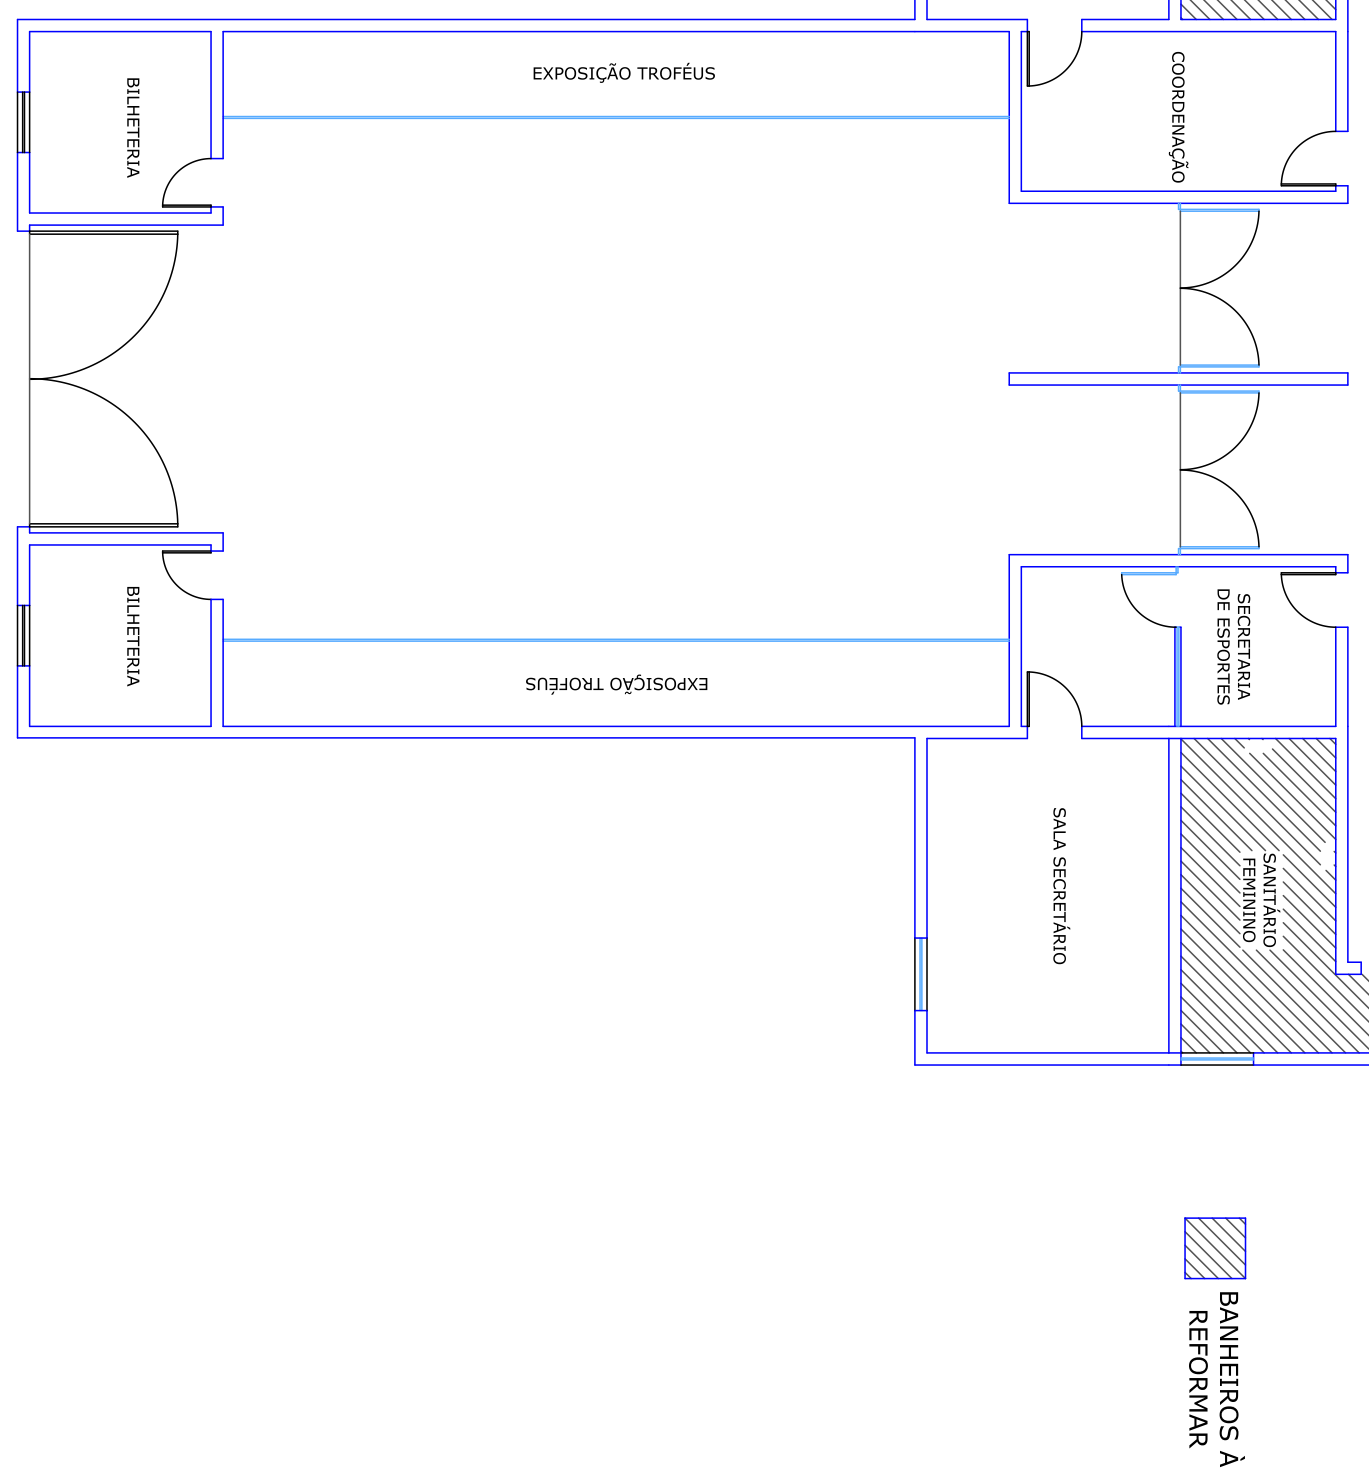 EXPOSIÇÃO TROFÉUS
BILHETERIA
COORDENAÇÃO
BILHETERIA
SECRETARIA
DE ESPORTES
EXPOSIÇÃO TROFÉUS
SALA SECRETÁRIO
SANITÁRIO
FEMININO
BANHEIROS À
REFORMAR